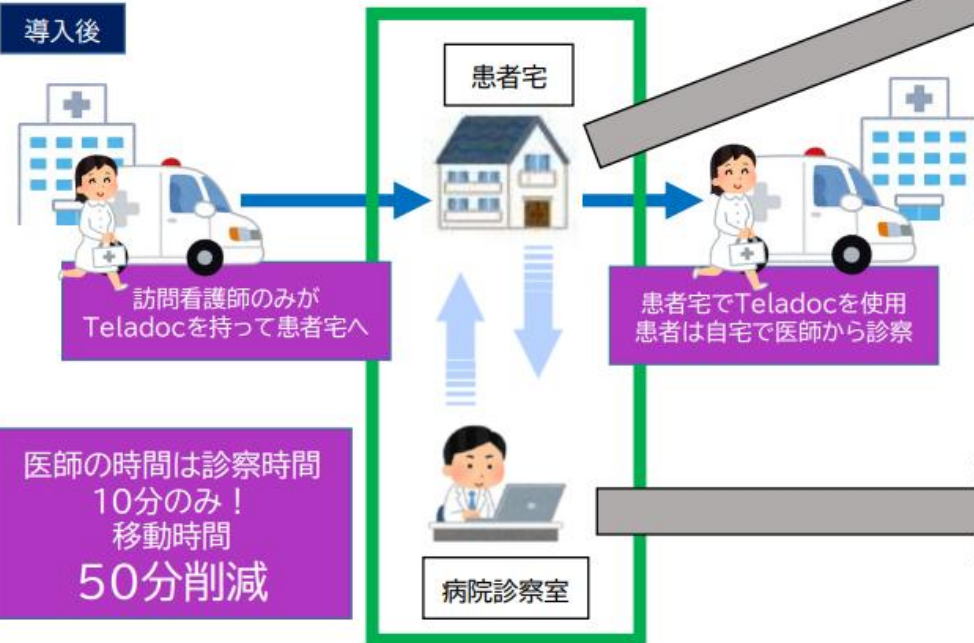 導入後
患者宅
訪問看護師のみが
Teladocを持って患者宅へ
患者宅でTeladocを使用
患者は自宅で医師から診察
医師の時間は診察時間
10分のみ！
移動時間
50分削減
病院診察室